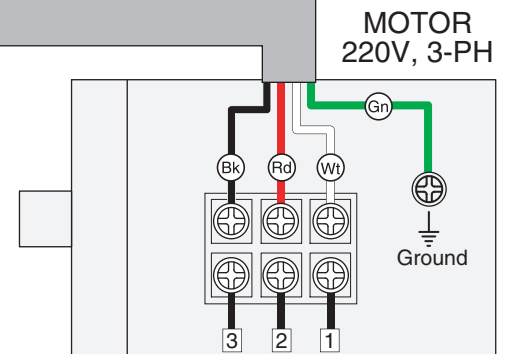 MOTOR
220V, 3-PH
Gn
Bk Rd Wt
Ground
3 2 1